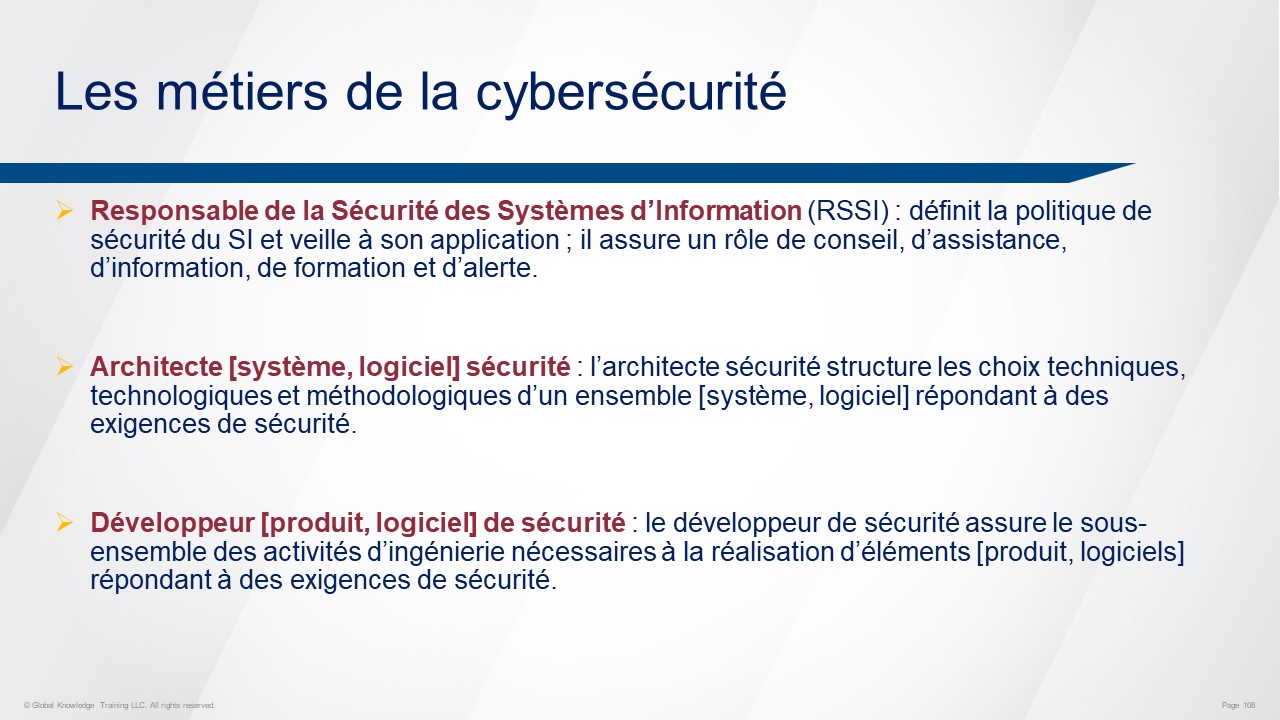 Les métiers de la cybersécurité
Responsable de la Sécurité des Systèmes d’Information (RSSI) : définit la politique de
sécurité du SI et veille à son application ; il assure un rôle de conseil, d’assistance,
d’information, de formation et d’alerte.
Architecte [système, logiciel] sécurité : l’architecte sécurité structure les choix techniques,
technologiques et méthodologiques d’un ensemble [système, logiciel] répondant à des
exigences de sécurité.
Développeur [produit, logiciel] de sécurité : le développeur de sécurité assure le sous-
ensemble des activités d’ingénierie nécessaires à la réalisation d’éléments [produit, logiciels]
répondant à des exigences de sécurité.
© Global Knowledge Training LLC. All rights reserved.
Page 108